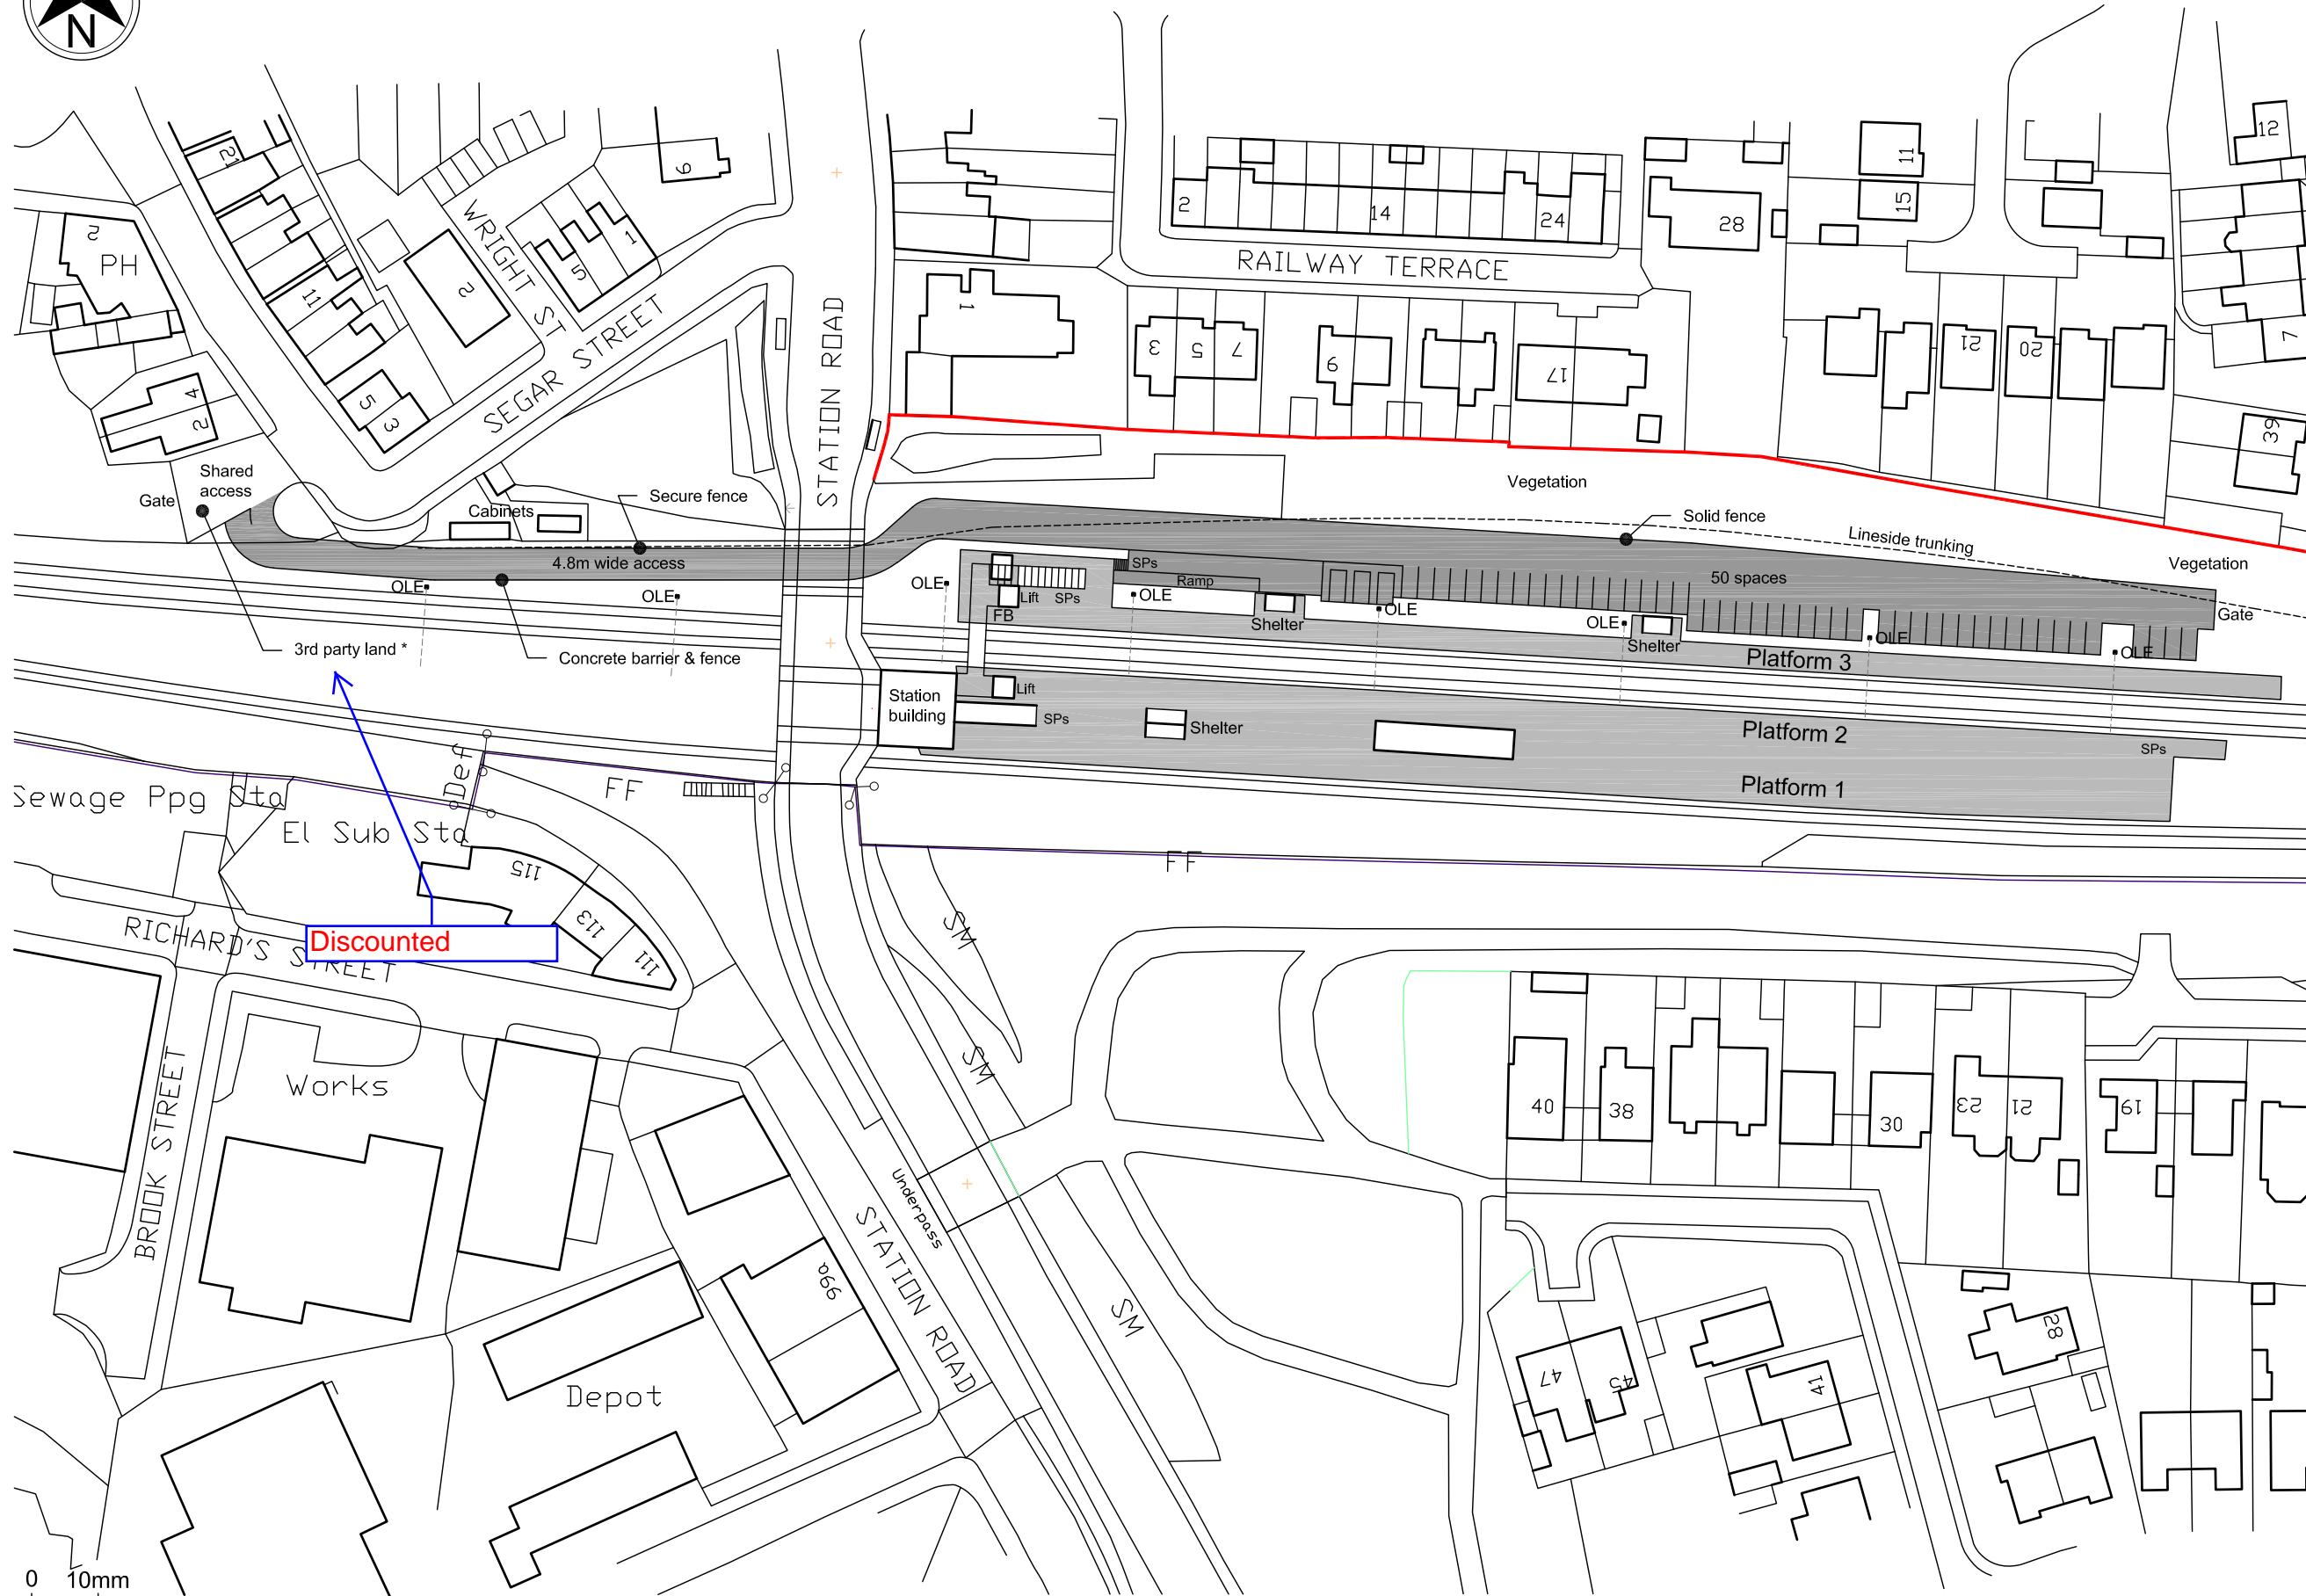 N
21
9
12
11
2
PH
WRIGHT ST
1
5
2
14
24
28
15
RAILWAY TERRACE
11
2
SEGAR STREET
STATION ROAD
1
3
5
7
9
17
21
20
7
4
2
5
3
39
Shared
access
Gate
Cabinets
Secure fence
Vegetation
Solid fence
Lineside trunking
Vegetation
4.8m wide access
OLE
OLE
OLE
SPs
Ramp
50 spaces
Lift
SPs
OLE
OLE
FB
Shelter
OLE
Shelter
OLE
OLE
Gate
3rd party land *
Concrete barrier & fence
Platform 3
Station
building
Lift
SPs
Shelter
Platform 2
SPs
Platform 1
Def
FF
Sewage Ppg Sta
El Sub Sta
FF
115
113
111
RICHARD'S STREET
Discounted
SM
SM
Works
BROOK STREET
40
38
30
23
21
19
Underpass
STATION ROAD
99a
SM
Depot
47
45
41
28
0 10mm